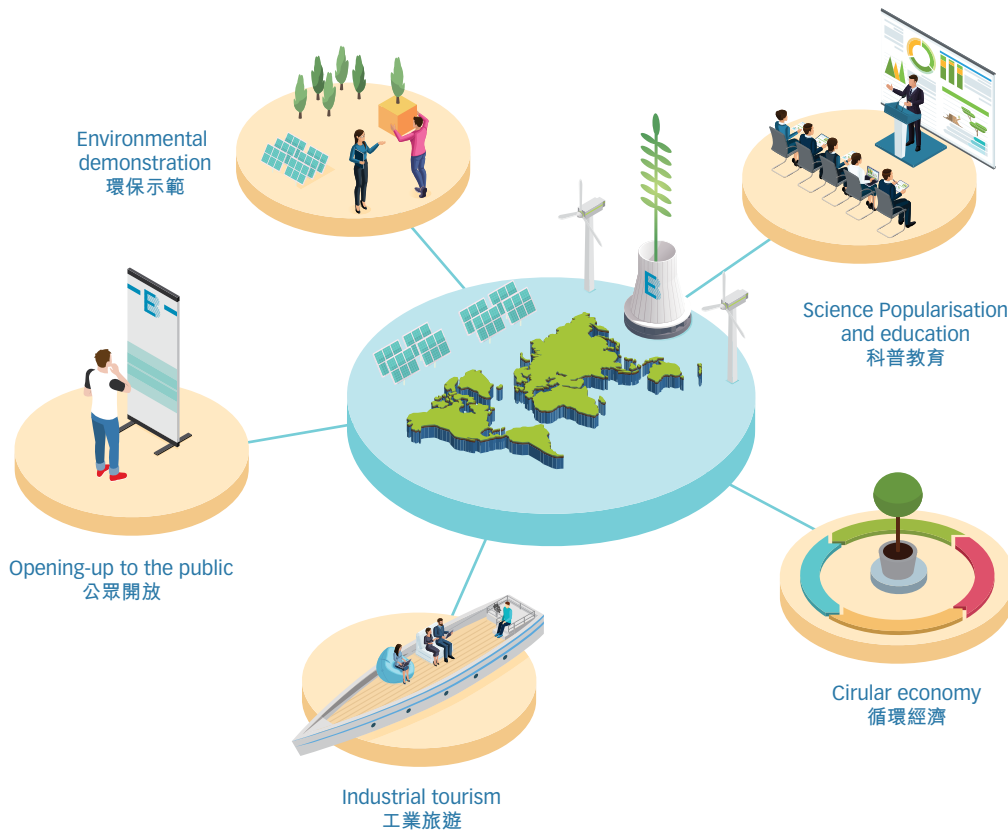 Environmental
demonstration
環保示範
Science Popularisation
and education
科普教育
Opening-up to the public
公眾開放
Cirular economy
循環經濟
Industrial tourism
工業旅遊